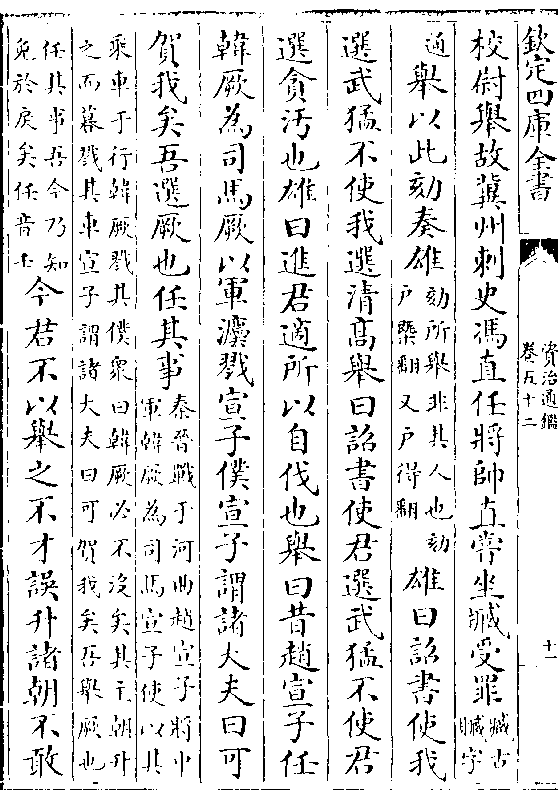 欽定四庫全書
資治通鑑
卷五十二
十一
校尉舉故冀州刺史馮直任將帥直嘗坐臧受罪
臧古
臧字
通
舉以此劾奏雄
劾所舉非其人也劾
戶槩翻又戶得翻
雄曰詔書使我
選武猛不使我選清高舉曰詔書使君選武猛不使君
選貪汚也雄曰進君適所以自伐也舉曰昔趙宣子任
韓厥為司馬厥以軍灋戮宣子僕宣子謂諸大夫曰可
賀我矣吾選厥也任其事
秦晉戰于河曲趙宣子將中
軍韓厥為司馬宣子使以其
乘車于行韓厥戮其僕衆曰韓厥必不沒矣其主朝升
之而暮戮其車宣子謂諸大夫曰可賀我矣吾舉厥也
任其事吾今乃知
免於戾矣任音士
今君不以舉之不才誤升諸朝不敢